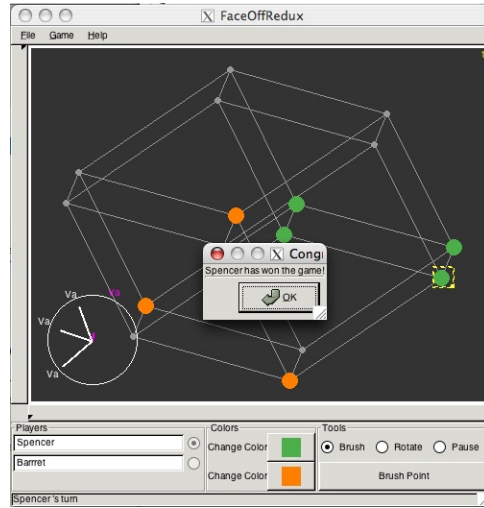 FaceOffRedux
File Game Help
Congr
Spencer has won the game!
OK
Va
Va
Va
Va
Players
Spencer
Barret
Colors
Change Color
Change Color
Tools
Brush
Rotate
Pause
Brush Point
Spencer's turn